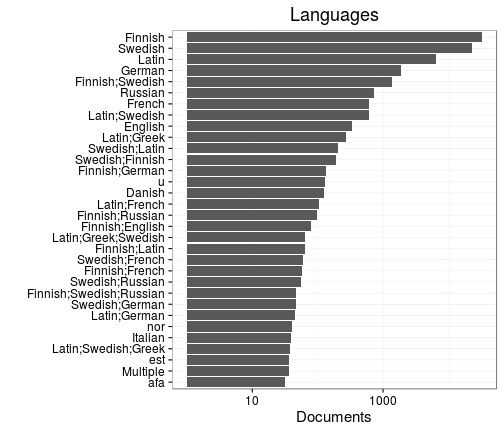 Languages
Finnish
Swedish
Latin
German
Finnish;Swedish
Russian
French
Latin;Swedish
English
Latin;Greek
Swedish;Latin
Swedish;Finnish
Finnish;German
u
Danish
Latin;French
Finnish;Russian
Finnish;English
Latin;Greek;Swedish
Finnish;Latin
Swedish;French
Finnish;French
Swedish;Russian
Finnish;Swedish;Russian
Swedish;German
Latin;German
nor
Italian
Latin;Swedish;Greek
est
Multiple
afa
10 1000
Documents